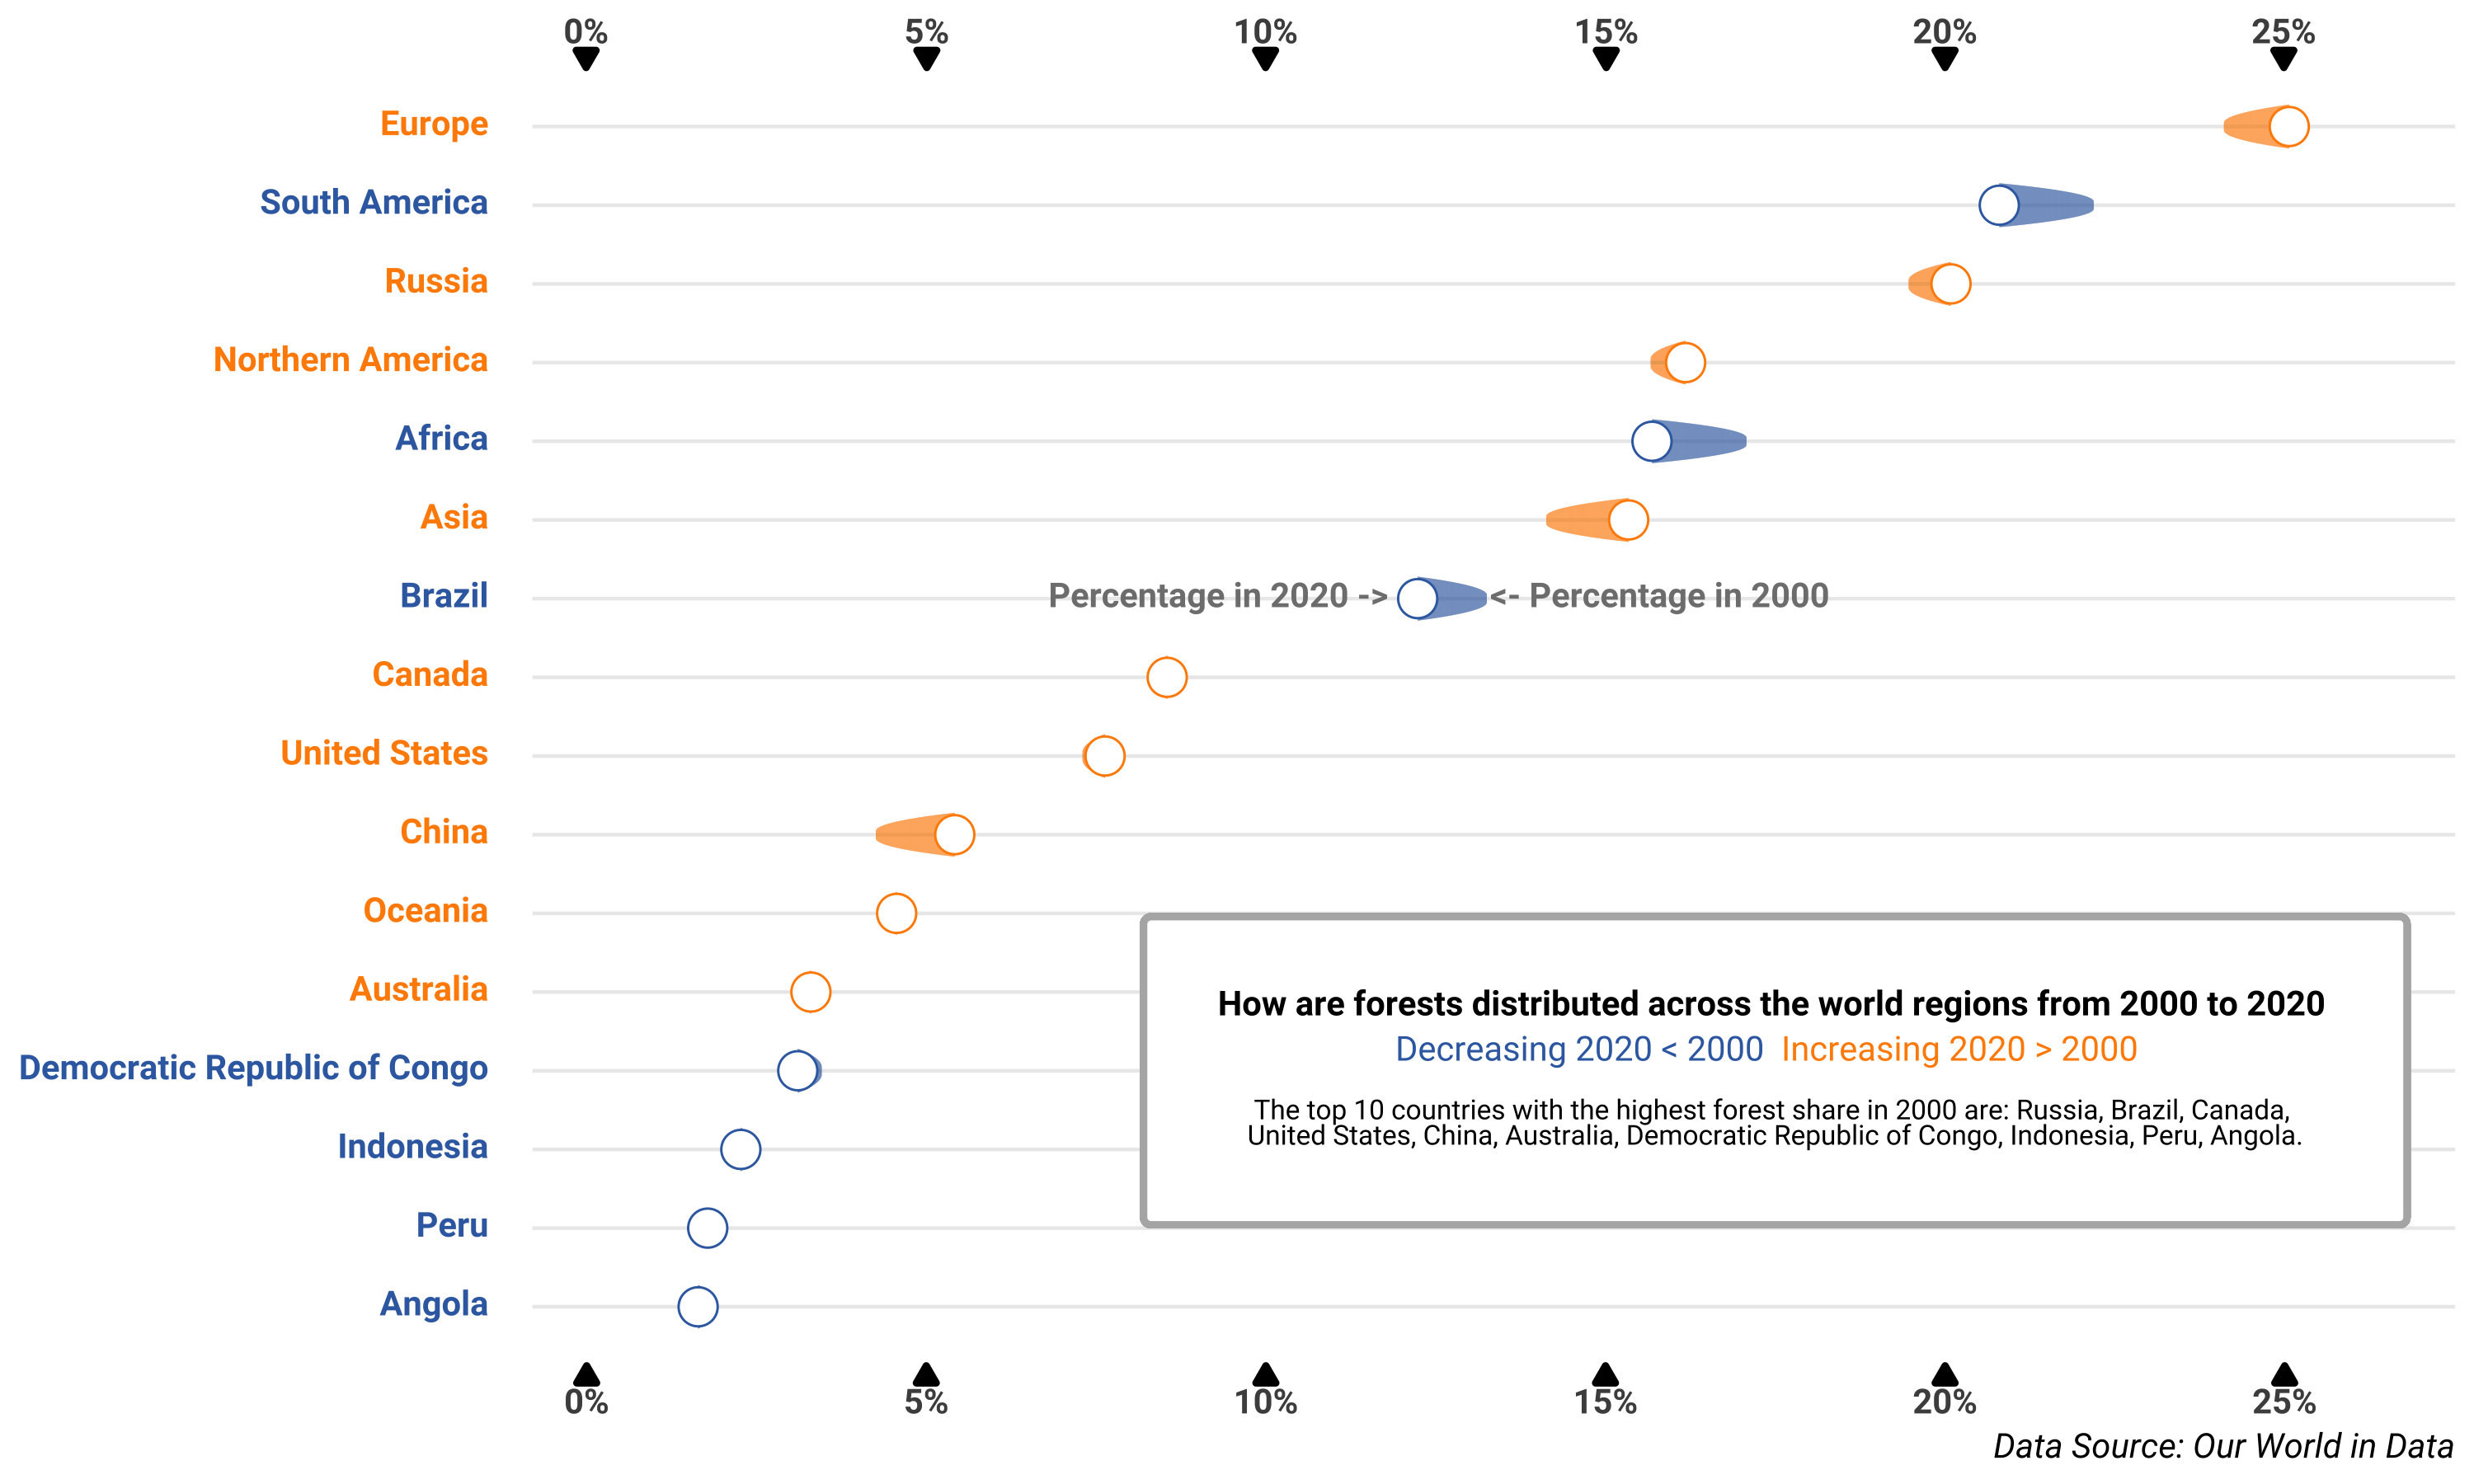 0% 5% 10% 15% 20% 25%
Europe
South America
Russia
Northern America
Africa
Asia
Brazil Percentage in 2020 -> <- Percentage in 2000
Canada
United States
China
Oceania
Australia
Democratic Republic of Congo
Indonesia
Peru
Angola
How are forests distributed across the world regions from 2000 to 2020
Decreasing 2020 < 2000 Increasing 2020 > 2000
The top 10 countries with the highest forest share in 2000 are: Russia, Brazil, Canada,
United States, China, Australia, Democratic Republic of Congo, Indonesia, Peru, Angola.
0% 5% 10% 15% 20% 25%
Data Source: Our World in Data